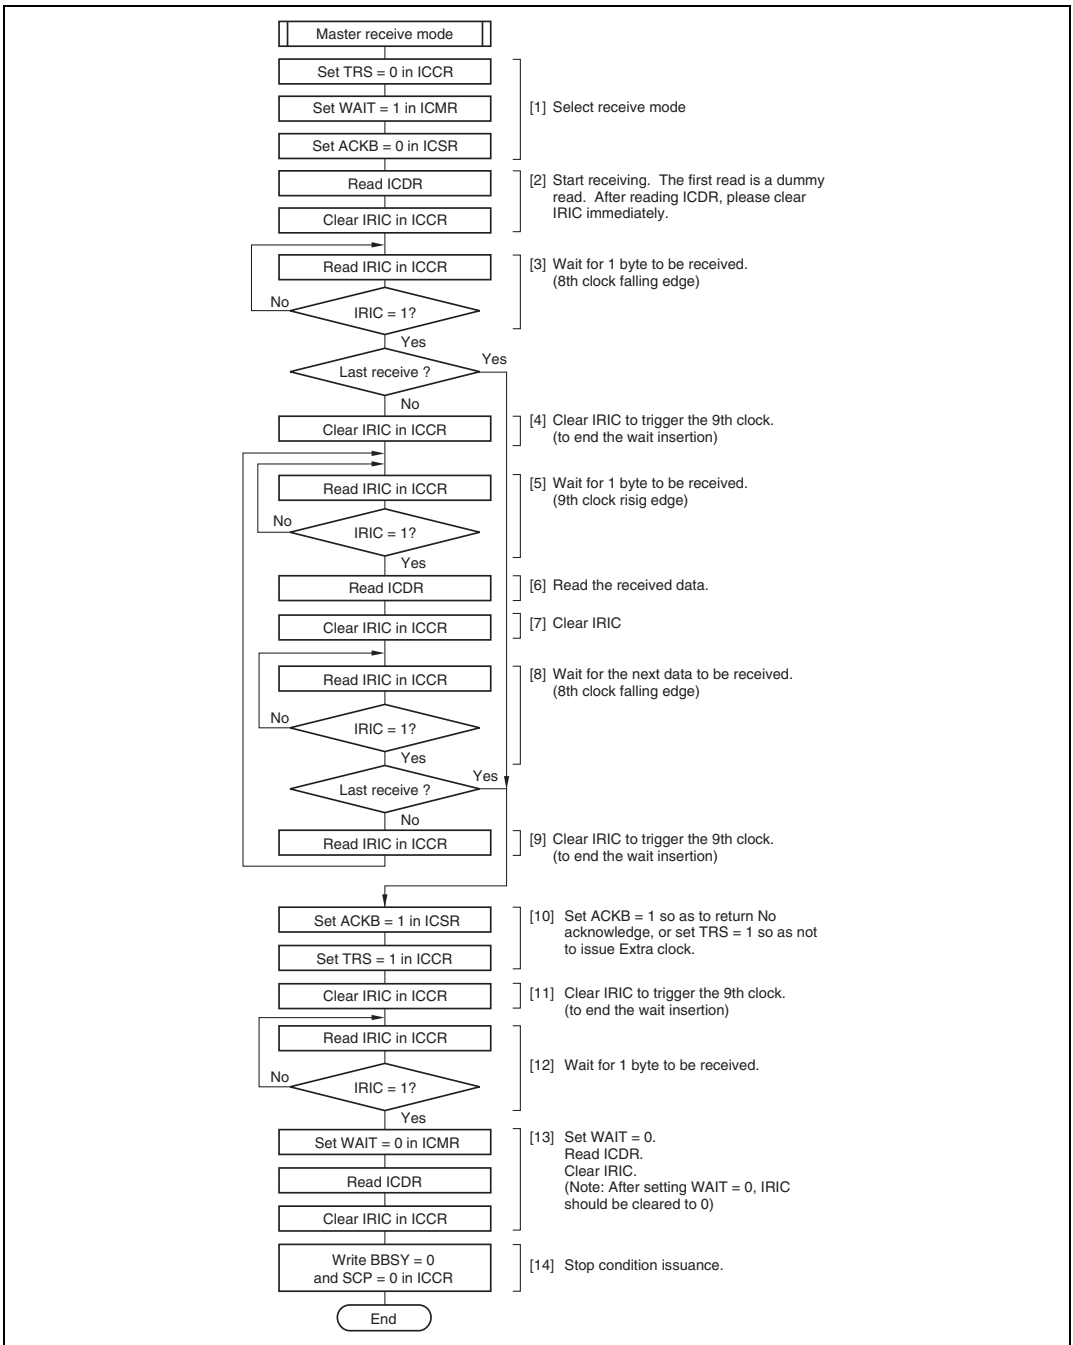 Master receive mode
Set TRS = 0 in ICCR
Set WAIT = 1 in ICMR
[1] Select receive mode
Set ACKB = 0 in ICSR
Read ICDR
[2] Start receiving. The first read is a dummy
read. After reading ICDR, please clear
IRIC immediately.
Clear IRIC in ICCR
Read IRIC in ICCR
[3] Wait for 1 byte to be received.
(8th clock falling edge)
No
IRIC = 1?
Yes
Last receive ?
Yes
No
Clear IRIC in ICCR
[4] Clear IRIC to trigger the 9th clock.
(to end the wait insertion)
Read IRIC in ICCR
[5] Wait for 1 byte to be received.
(9th clock risig edge)
No
IRIC = 1?
Yes
Read ICDR
[6] Read the received data.
Clear IRIC in ICCR
[7] Clear IRIC
Read IRIC in ICCR
[8] Wait for the next data to be received.
(8th clock falling edge)
No
IRIC = 1?
Yes
Last receive ?
Yes
No
Read IRIC in ICCR
[9] Clear IRIC to trigger the 9th clock.
(to end the wait insertion)
Set ACKB = 1 in ICSR
[10] Set ACKB = 1 so as to return No
acknowledge, or set TRS = 1 so as not
to issue Extra clock.
Set TRS = 1 in ICCR
Clear IRIC in ICCR
[11] Clear IRIC to trigger the 9th clock.
(to end the wait insertion)
Read IRIC in ICCR
[12] Wait for 1 byte to be received.
No
IRIC = 1?
Yes
Set WAIT = 0 in ICMR
[13] Set WAIT = 0.
Read ICDR.
Clear IRIC.
(Note: After setting WAIT = 0, IRIC
should be cleared to 0)
Read ICDR
Clear IRIC in ICCR
Write BBSY = 0
and SCP = 0 in ICCR
[14] Stop condition issuance.
End